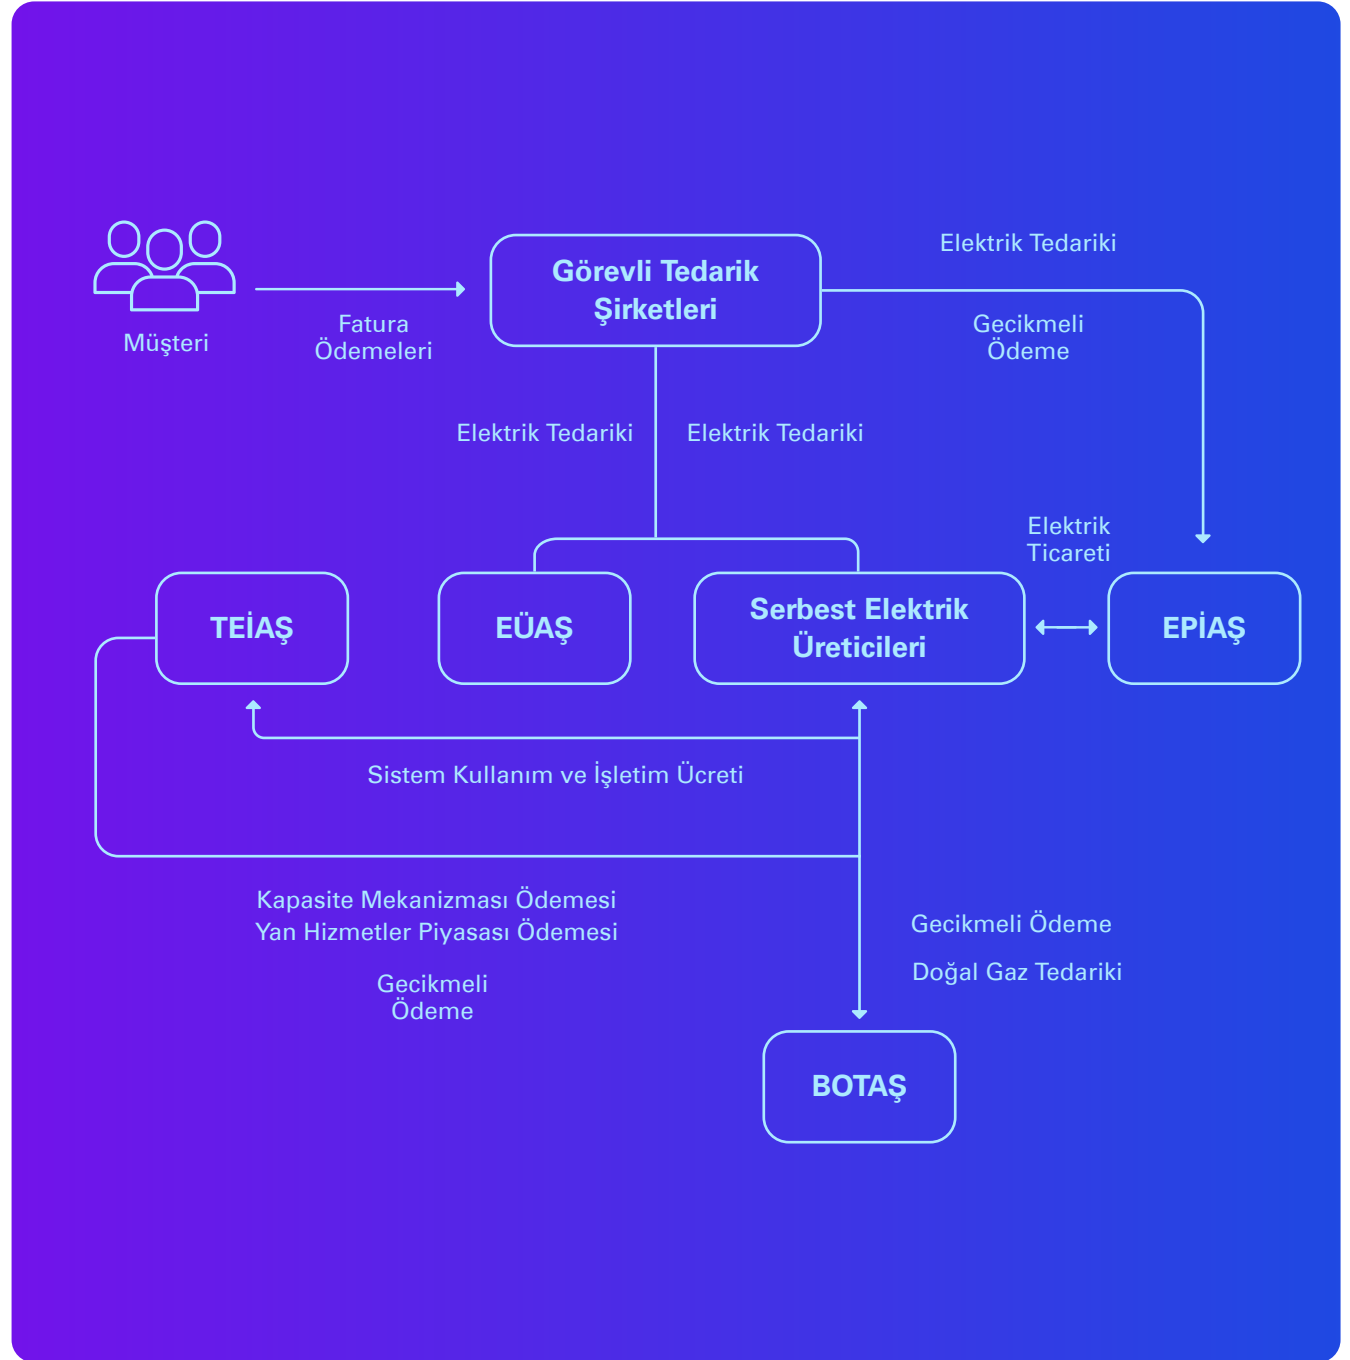 Müşteri
Fatura
Ödemeleri
Görevli Tedarik
Şirketleri
Elektrik Tedariki
Gecikmeli
Ödeme
Elektrik Tedariki
Elektrik Tedariki
Elektrik
Ticareti
TEİAŞ
EÜAŞ
Serbest Elektrik
Üreticileri
EPİAŞ
Sistem Kullanım ve İşletim Ücreti
Kapasite Mekanizması Ödemesi
Yan Hizmetler Piyasası Ödemesi
Gecikmeli
Ödeme
Gecikmeli Ödeme
Doğal Gaz Tedariki
BOTAŞ